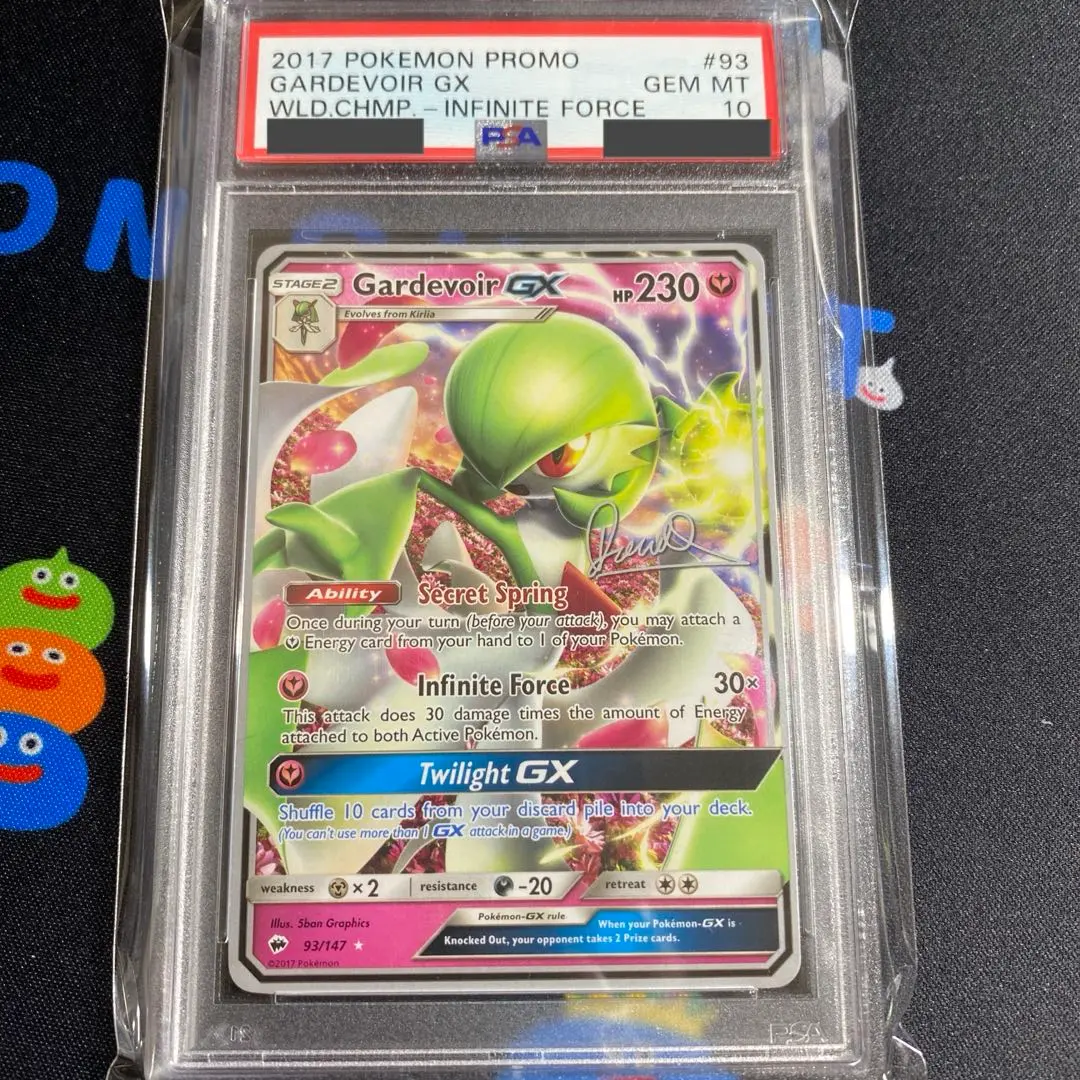 2017 POKEMON PROMO #93
GARDEVOIR GX GEM MT
WLD.CHMP. – INFINITE FORCE 10
PSA
STAGE2 Gardevoir GX HP 230
Evolves from Kirlia
Ability Secret Spring
Once during your turn (before your attack), you may attach a
Energy card from your hand to 1 of your Pokémon.
Infinite Force 30×
This attack does 30 damage times the amount of Energy
attached to both Active Pokémon.
Twilight GX
Shuffle 10 cards from your discard pile into your deck.
(You can't use more than 1 GX attack in a game.)
weakness ×2 resistance -20 retreat
Illus. 5ban Graphics
93/147
©2017 Pokémon
Pokémon-GX rule
When your Pokémon-GX is
Knocked Out, your opponent takes 2 Prize cards.
PSA